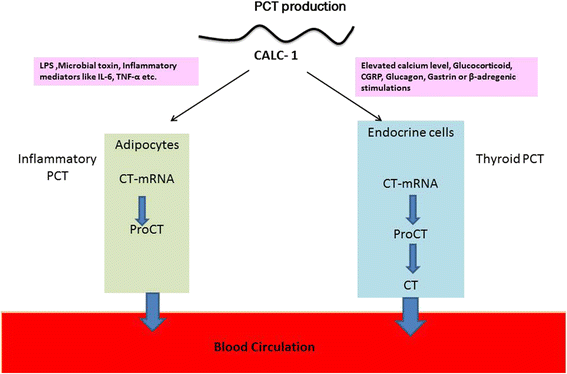 PCT production
CALC- 1
LPS ,Microbial toxin, Inflammatory
mediators like IL-6, TNF-α etc.
Elevated calcium level, Glucocorticoid,
CGRP, Glucagon, Gastrin or β-adregenic
stimulations
Inflammatory
PCT
Adipocytes
CT-mRNA
ProCT
Endocrine cells
CT-mRNA
ProCT
CT
Thyroid PCT
Blood Circulation